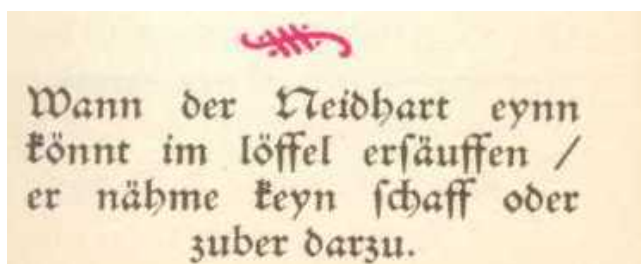 Wann der Neidhart eynn
könnt im löffel erſäuffen /
er nähme keyn ſchaff oder
zuber darzu.